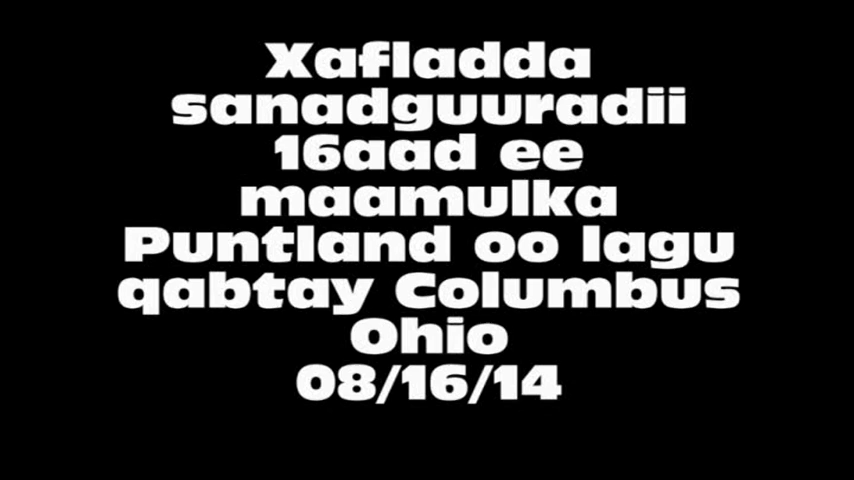 Xafladda
sanadguuradii
16aad ee
maamulka
Puntland oo lagu
qabtay Columbus
Ohio
08/16/14